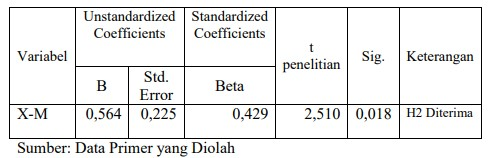 Variabel Unstandardized Coefficients Standardized Coefficients t penelitian Sig. Keterangan
B Std. Error Beta
X-M 0,564 0,225 0,429 2,510 0,018 H2 Diterima
Sumber: Data Primer yang Diolah